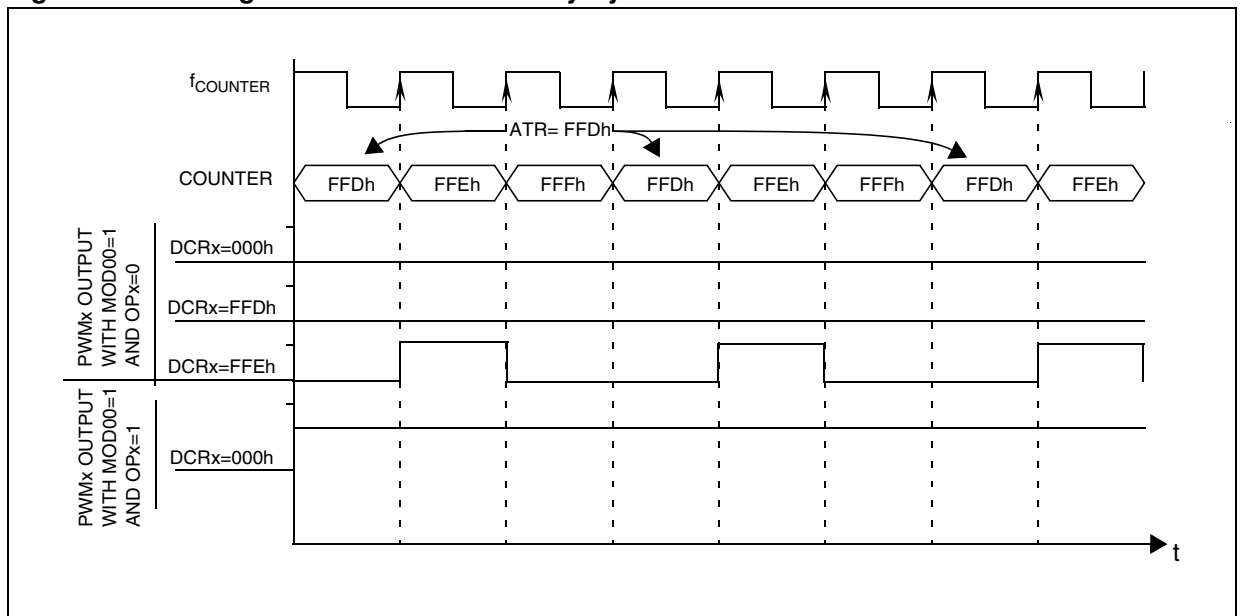 fCOUNTER
ATR= FFDh
COUNTER
FFDh FFEh FFFh FFDh FFEh FFFh FFDh FFEh
PWMx OUTPUT
WITH MOD00=1
AND OPx=0
DCRx=000h
DCRx=FFDh
DCRx=FFEh
PWMx OUTPUT
WITH MOD00=1
AND OPx=1
DCRx=000h
t